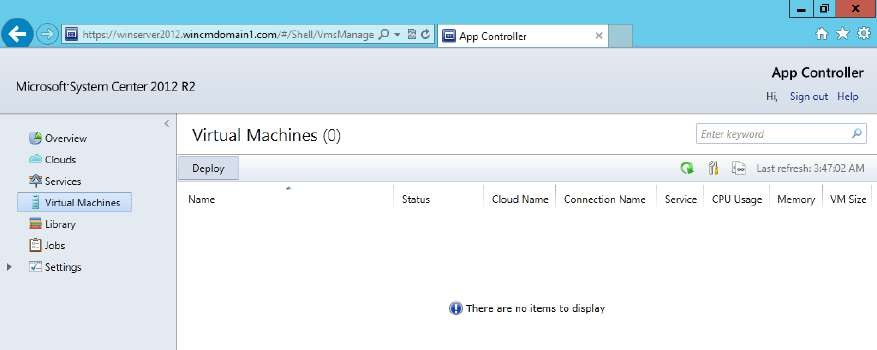 https://winserver2012.wincmdomain1.com/#/Shell/VmsManage
App Controller
App Controller
Microsoft System Center 2012 R2
Hi, Sign out Help
Overview
Clouds
Services
Virtual Machines
Library
Jobs
Settings
Virtual Machines (0)
Enter keyword
Deploy
Last refresh: 3:47:02 AM
Name Status Cloud Name Connection Name Service CPU Usage Memory VM Size
There are no items to display